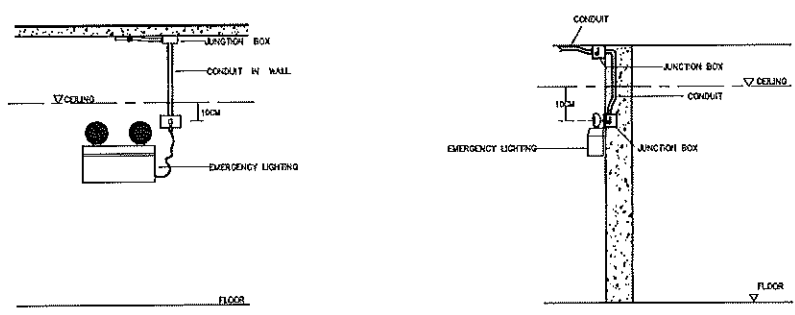 JUNCTION BOX
CONDUIT IN WALL
CEILING
10CM
EMERGENCY LIGHTING
FLOOR
CONDUIT
JUNCTION BOX
CEILING
CONDUIT
10CM
EMERGENCY LIGHTING
JUNCTION BOX
FLOOR